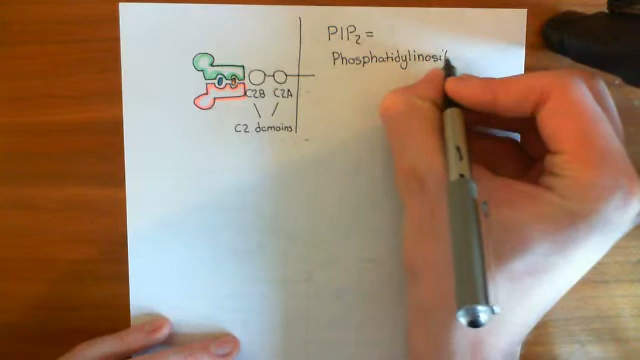 PIP₂ =
Phosphatidylinosi
C2B C2A
C2 domains